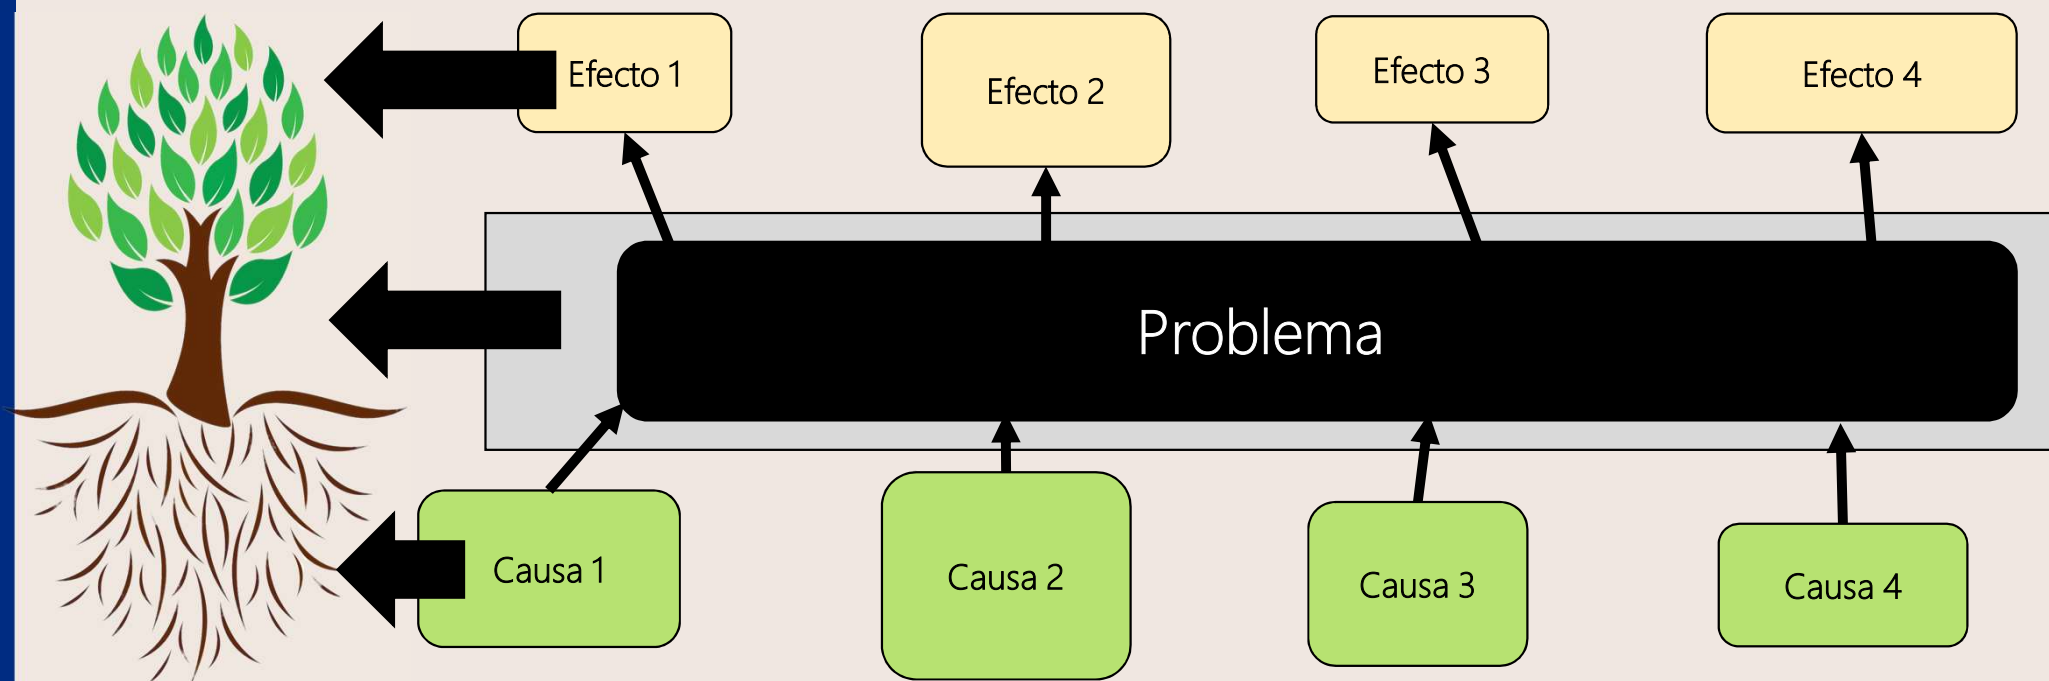 Efecto 1
Efecto 2
Efecto 3
Efecto 4
Problema
Causa 1
Causa 2
Causa 3
Causa 4